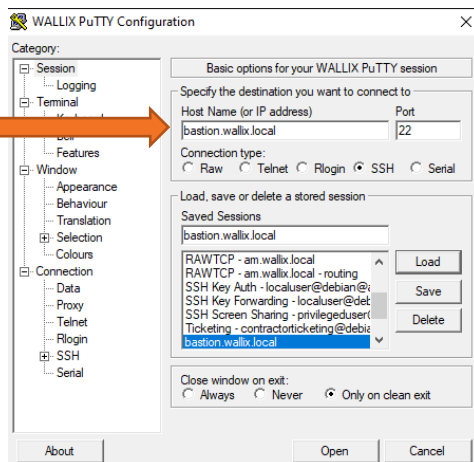 WALLIX PuTTY Configuration
Category:
Session
Logging
Terminal
Features
Window
Appearance
Behaviour
Translation
Selection
Colours
Connection
Data
Proxy
Telnet
Rlogin
SSH
Serial
Basic options for your WALLIX PuTTY session
Specify the destination you want to connect to
Host Name (or IP address) Port
bastion.wallix.local 22
Connection type:
Raw Telnet Rlogin SSH Serial
Load, save or delete a stored session
Saved Sessions
bastion.wallix.local
RAWTCP - am.wallix.local
RAWTCP - am.wallix.local - routing
SSH Key Auth - localuser@debian@
SSH Key Forwarding - localuser@deb
SSH Screen Sharing - privilegeduser
Ticketing - contractorticketing@debia
bastion.wallix.local
Load
Save
Delete
Close window on exit:
Always Never Only on clean exit
About Open Cancel